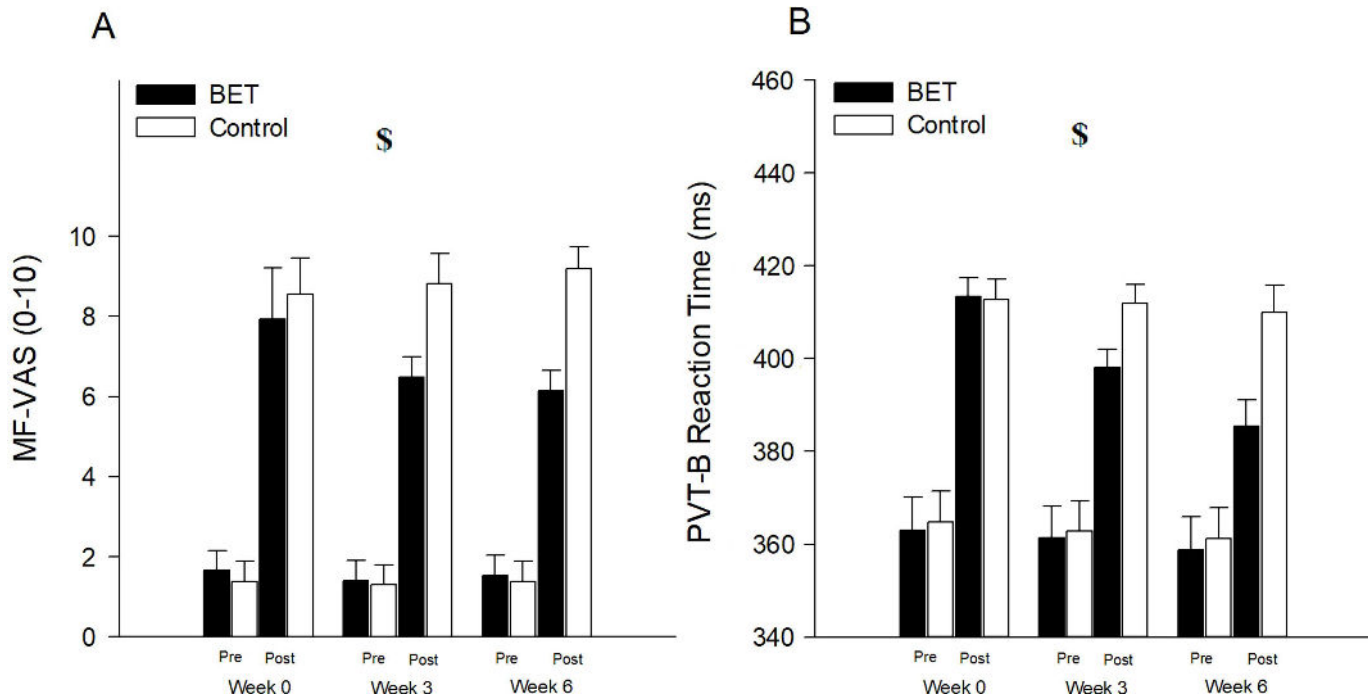 A
BET
Control
$
MF-VAS (0-10)
10
8
6
4
2
0
Pre Post Pre Post Pre Post
Week 0 Week 3 Week 6
B
BET
Control
$
PVT-B Reaction Time (ms)
460
440
420
400
380
360
340
Pre Post Pre Post Pre Post
Week 0 Week 3 Week 6